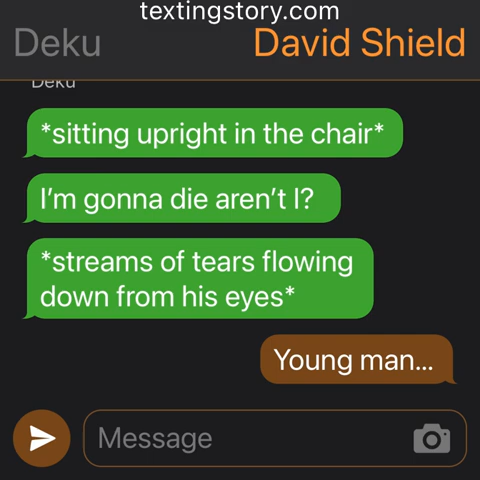 textingstory.com
Deku
David Shield
Deku
*sitting upright in the chair*
I'm gonna die aren't I?
*streams of tears flowing
down from his eyes*
Young man...
Message